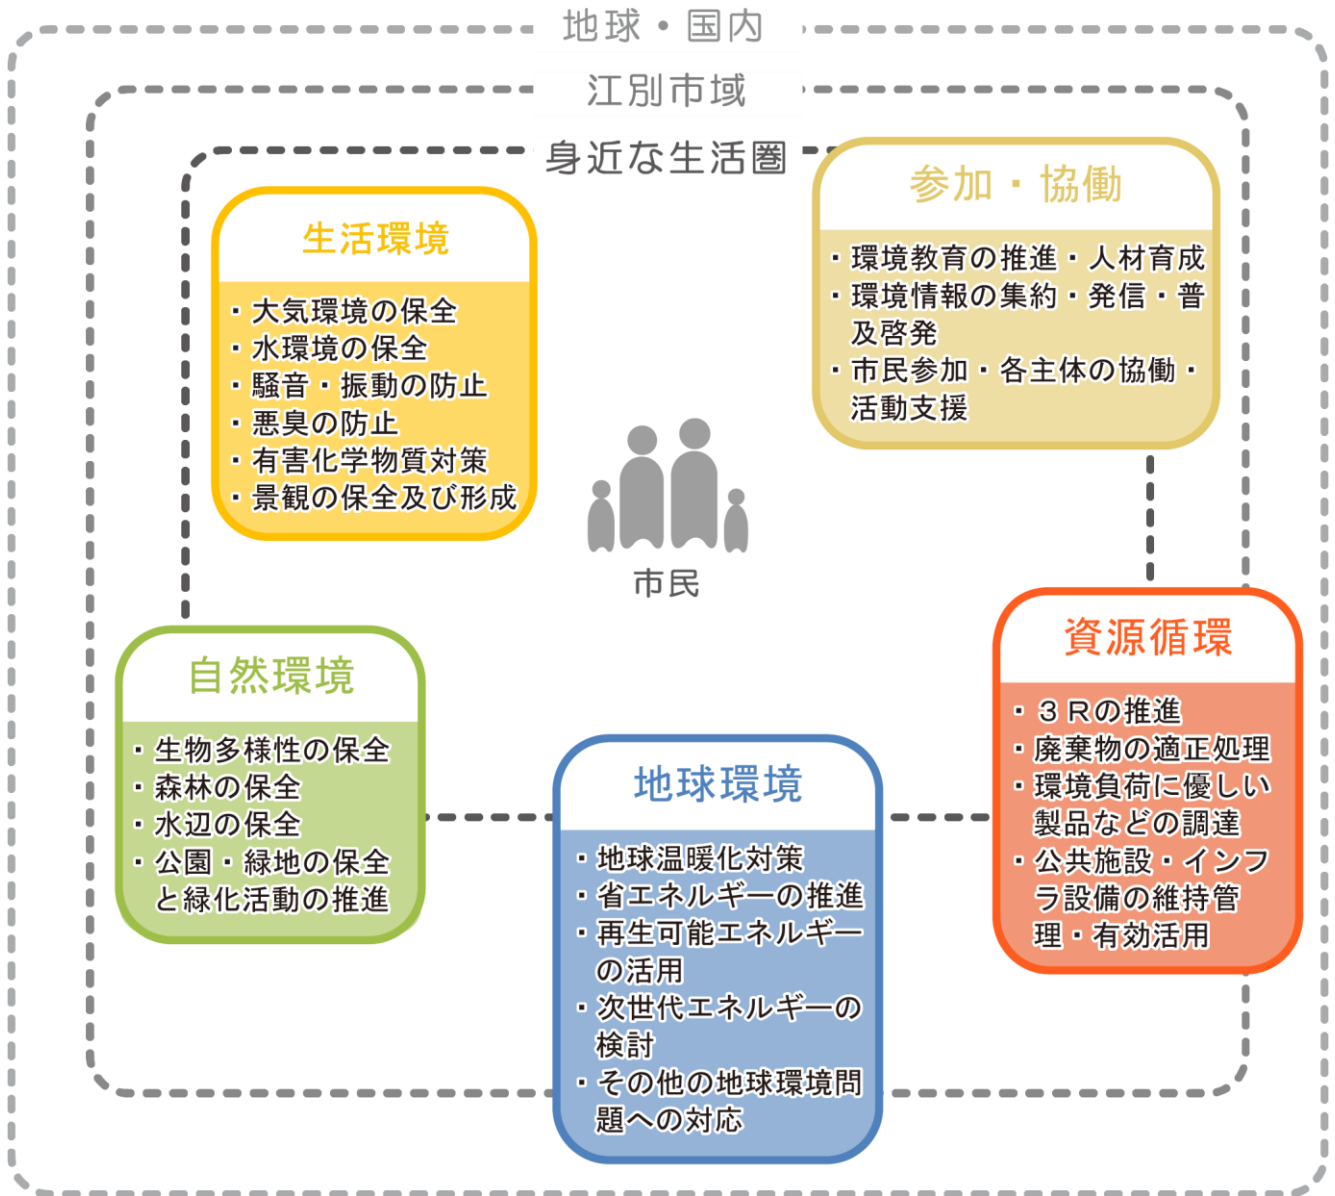 地球・国内
江別市域
身近な生活圏
生活環境
・大気環境の保全
・水環境の保全
・騒音・振動の防止
・悪臭の防止
・有害化学物質対策
・景観の保全及び形成
参加・協働
・環境教育の推進・人材育成
・環境情報の集約・発信・普
及啓発
・市民参加・各主体の協働・
活動支援
市民
自然環境
・生物多様性の保全
・森林の保全
・水辺の保全
・公園・緑地の保全
と緑化活動の推進
地球環境
・地球温暖化対策
・省エネルギーの推進
・再生可能エネルギー
の活用
・次世代エネルギーの
検討
・その他の地球環境問
題への対応
資源循環
・３Ｒの推進
・廃棄物の適正処理
・環境負荷に優しい
製品などの調達
・公共施設・インフ
ラ設備の維持管
理・有効活用